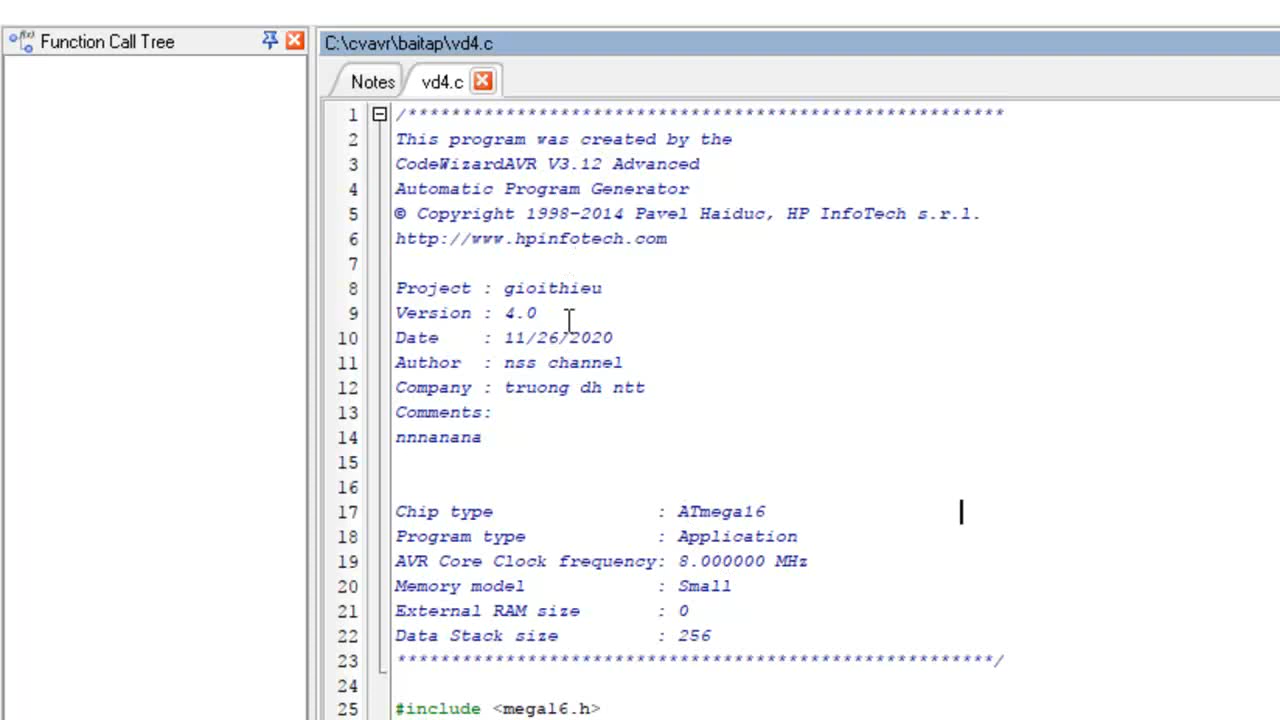 Function Call Tree
C:\cvavr\baitap\vd4.c
Notes vd4.c
1 /*******************************************************
2 This program was created by the
3 CodeWizardAVR V3.12 Advanced
4 Automatic Program Generator
5 © Copyright 1998-2014 Pavel Haiduc, HP InfoTech s.r.l.
6 http://www.hpinfotech.com
7
8 Project : gioithieu
9 Version : 4.0
10 Date    : 11/26/2020
11 Author  : nss channel
12 Company : truong dh ntt
13 Comments:
14 nnnanana
15
16
17 Chip type               : ATmega16
18 Program type            : Application
19 AVR Core Clock frequency: 8.000000 MHz
20 Memory model            : Small
21 External RAM size       : 0
22 Data Stack size         : 256
23 *******************************************************/
24
25 #include <mega16.h>